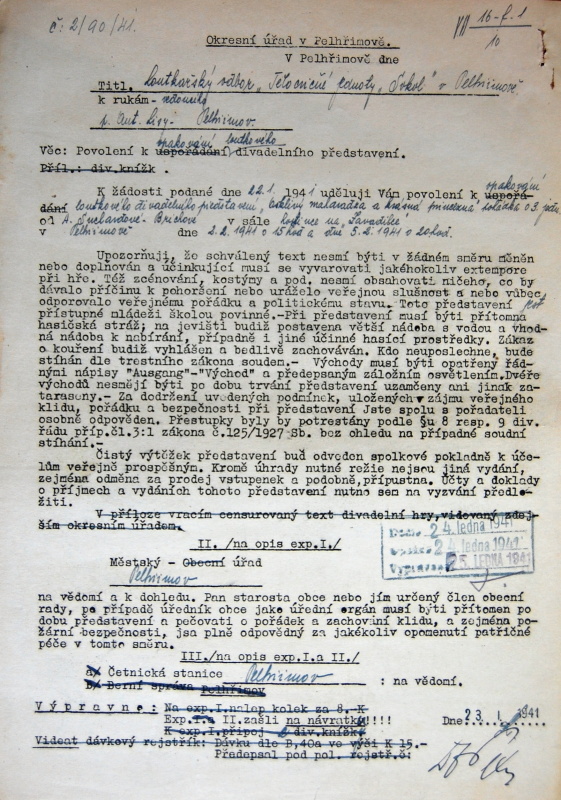 č: 2/90/41.
16-f.1
10
Okresní úřad v Pelhřimově.
V Pelhřimově dne
Titl. Loutkařský odbor "Tělocvičné jednoty "Sokol" v Pelhřimově
k rukám
p. Ant. Pelhřimov
opakování loutkového
Věc: Povolení k uspořádání divadelního představení.
Příl.: div.knížk .
opakování
K žádosti podané dne 22.1. 1941 uděluji Vám povolení k uspořá-
dání loutkového divadelního představení, a krásná princezna o 3 jedn.
od A. Suchardové-Brichové v sále na "Zavadilce"
v Pelhřimově dne 2.2.1941 o 15 hod a dne 5.2.1941 o 20 hod.
Upozorňuji, že schválený text nesmí býti v žádném směru měněn
nebo doplňován a účinkující musí se vyvarovati jakéhokoliv extempore
při hře. Též zcénování, kostýmy a pod. nesmí obsahovati ničeho, co by
dávalo příčinu k pohoršení nebo uráželo veřejnou slušnost a nebo vůbec
odporovalo veřejnému pořádku a politickému stavu. Toto představení jest
přístupné mládeži školou povinné.-Při představení musí býti přítomna
hasičská stráž; na jevišti budiž postavena větší nádoba s vodou a vhod-
ná nádoba k nabírání, případně i jiné účinné hasící prostředky. Zákaz
o kouření budiž vyhlášen a bedlivě zachováván. Kdo neuposlechne, bude
stíhán dle trestního zákona soudem.- Východy musí býti opatřeny řád-
nými nápisy "Ausgang"-"Východ" a předepsaným záložním osvětlením.Dvéře
východů nesmějí býti po dobu trvání představení uzamčeny ani jinak za-
taraseny.- Za dodržení uvedených podmínek, uložených v zájmu veřejného
klidu, pořádku a bezpečnosti při představení Jste spolu s pořadateli
osobně odpověden. Přestupky byly by potrestány podle §u 8 resp. 9 div.
řádu příp.čl.3:1 zákona č.125/1927 Sb. bez ohledu na případné soudní
stíhání.-
Čistý výtěžek představení buď odveden spolkové pokladně k úče-
lům veřejně prospěšným. Kromě úhrady nutné režie nejsou jiná vydání,
zejména odměna za prodej vstupenek a podobně, přípustna. Účty a doklady
o příjmech a vydáních tohoto představení nutno sem na vyzvání předlo-
žiti.
V příloze vracím censurovaný text divadelní hry,vidovaný zdej-
ším okresním úřadem.
24. ledna 1941
24. ledna 1941
25. LEDNA 1941
II. /na opis exp.I./
Městský - Obecní úřad
Pelhřimov
na vědomí a k dohledu. Pan starosta obce nebo jím určený člen obecní
rady, po případě úředník obce jako úřední orgán musí býti přítomen po
dobu představení a pečovati o pořádek a zachování klidu, a zejména po-
žární bezpečnosti, jsa plně odpovědný za jakékoliv opomenutí patřičné
péče v tomto směru.
III./na opis exp.I.a II./
a/ Četnická stanice Pelhřimov
b/ Berní správa Pelhřimov : na vědomí.
Výpravne: Na exp.I.nalep kolek za 8.-K
Exp.I.a II.zašli na návratku!!!!
K exp.I.připoj div.knížk
Dne 23. I. 1941
Videat dávkový rejstřík: Dávku dle B,40a ve výši K 15.-
Předepsal pod pol. rejstř.č: